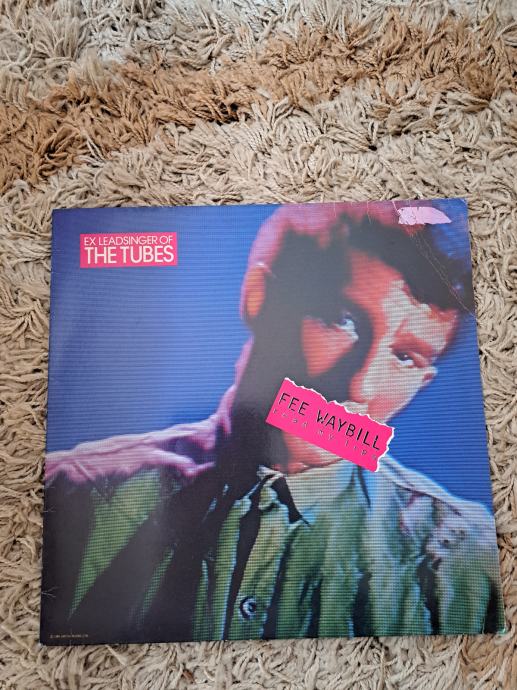 EX LEADSINGER OF
THE TUBES
FEE WAYBILL
read my lips